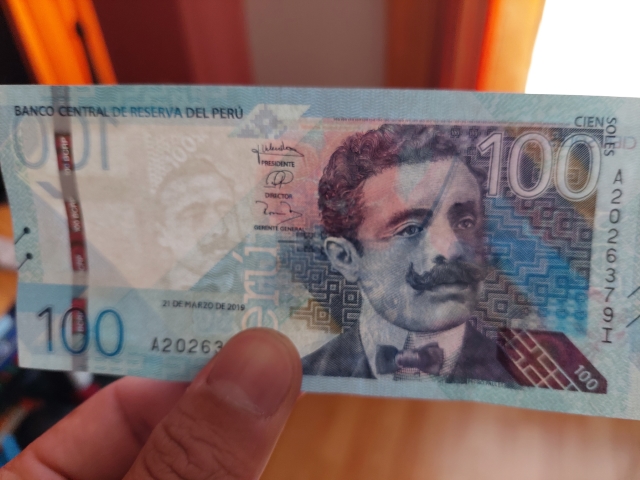 BANCO CENTRAL DE RESERVA DEL PERÚ
CIEN SOLES
100
PRESIDENTE
DIRECTOR
GERENTE GENERAL
A2026379I
21 DE MARZO DE 2018
100
A20263
100